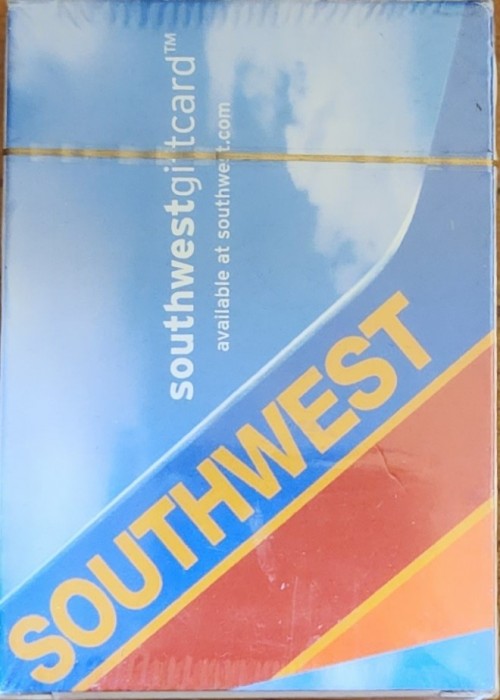 southwestgiftcard™
available at southwest.com
SOUTHWEST